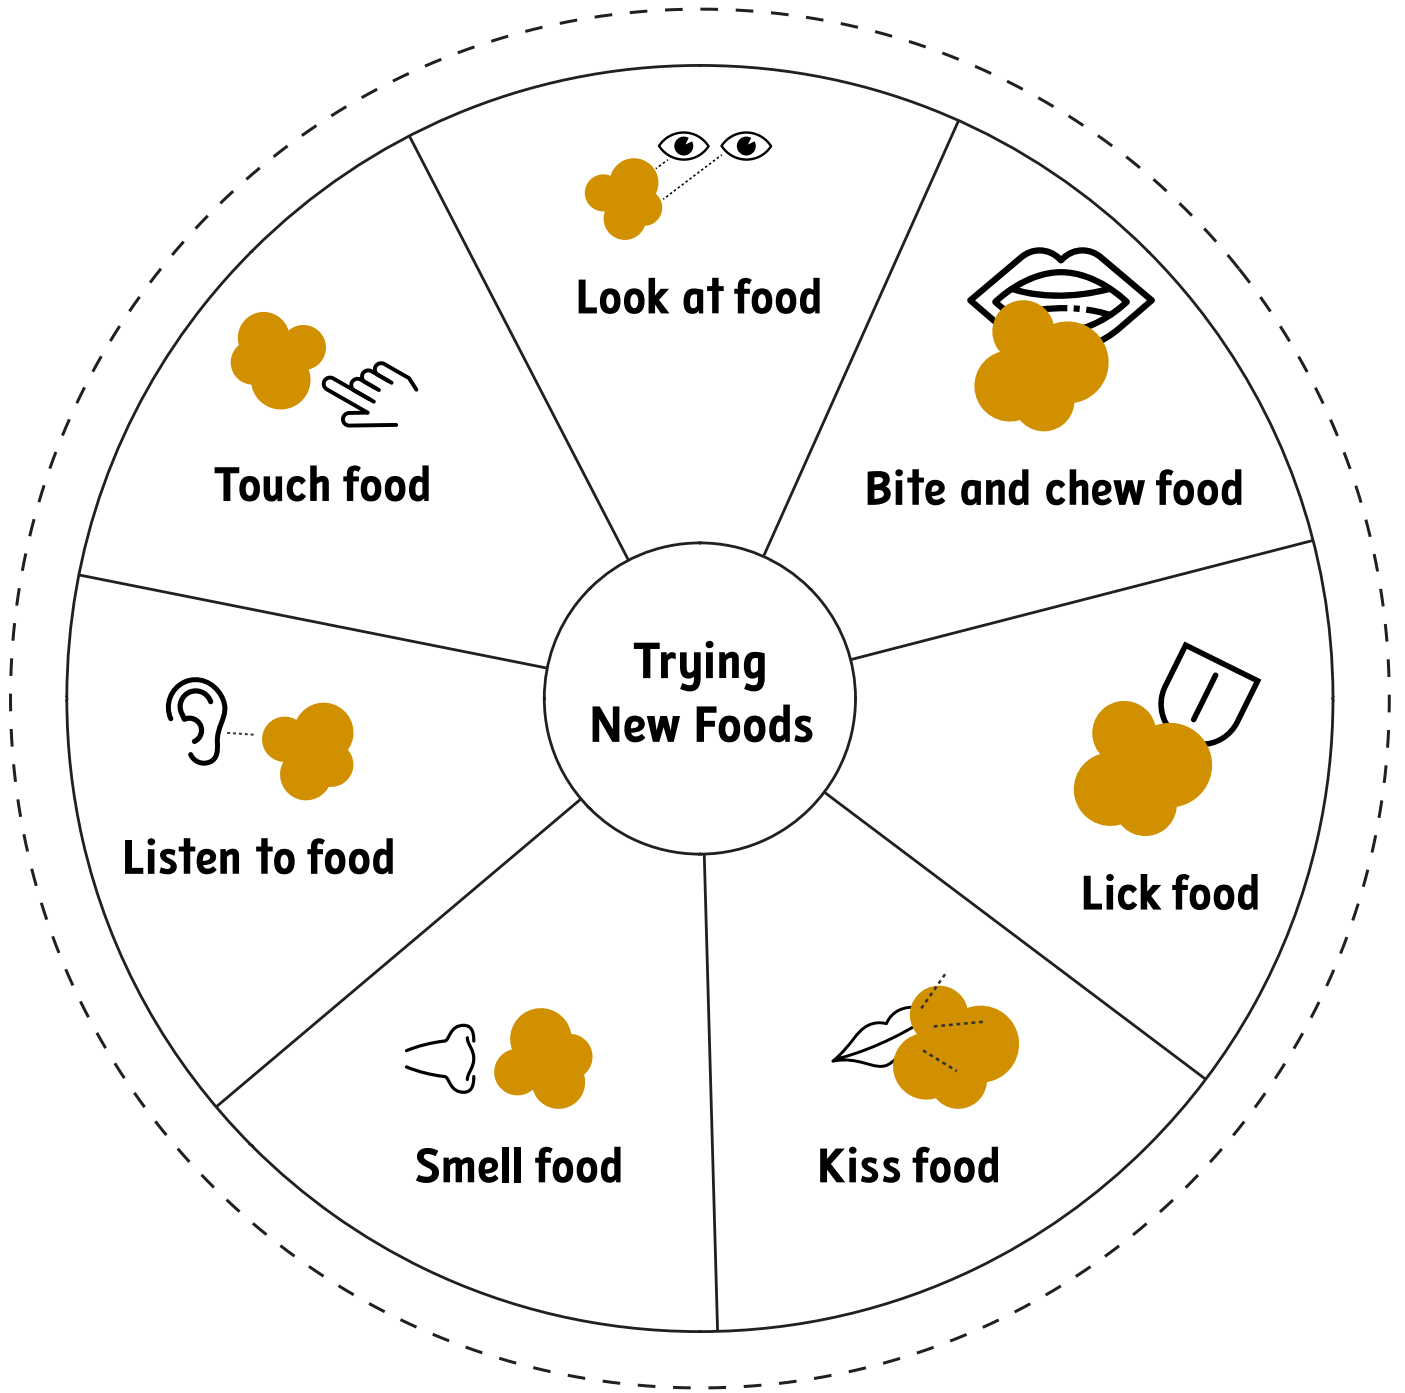 Look at food
Bite and chew food
Touch food
Trying
New Foods
Listen to food
Lick food
Smell food
Kiss food